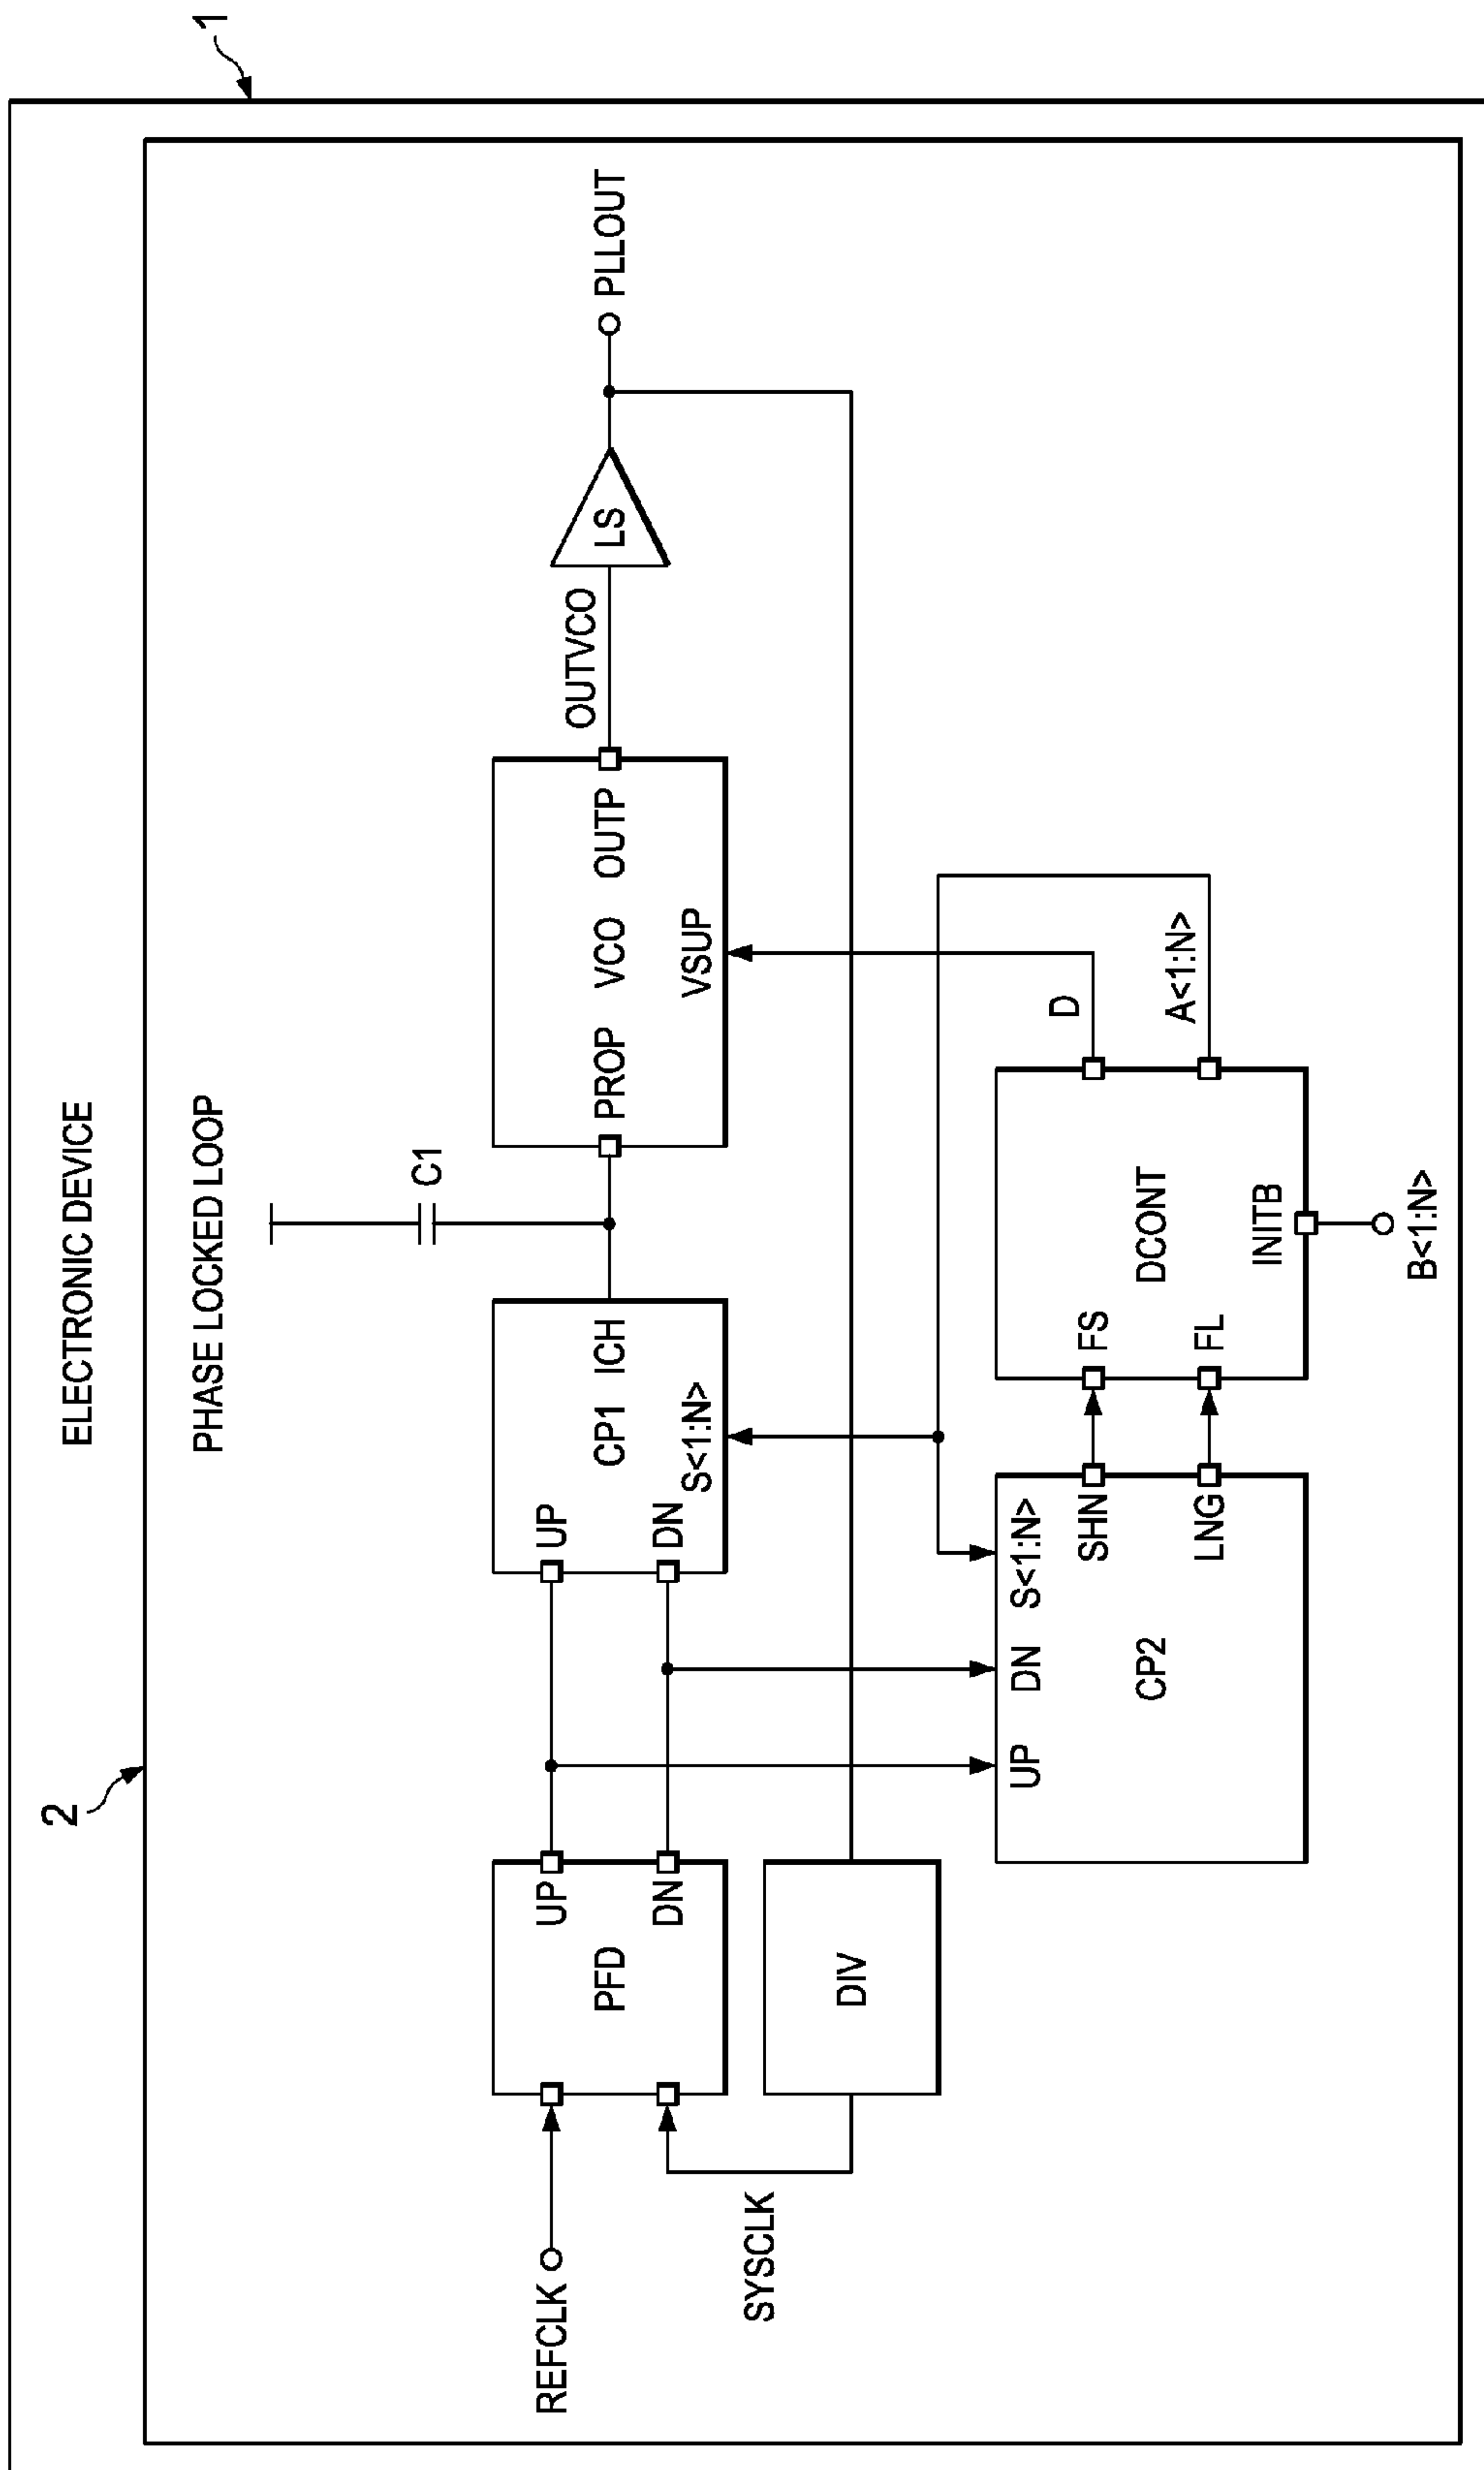 ELECTRONIC DEVICE
1
2
PHASE LOCKED LOOP
C1
REFCLK
UP
PFD
DN
UP
CP1 ICH
DN
S<1:N>
PROP VCO OUTP
VSUP
OUTVCO
LS
PLLOUT
SYSCLK
DIV
UP DN S<1:N>
CP2
SHN
LNG
FS
FL
DCONT
INITB
D
A<1:N>
B<1:N>